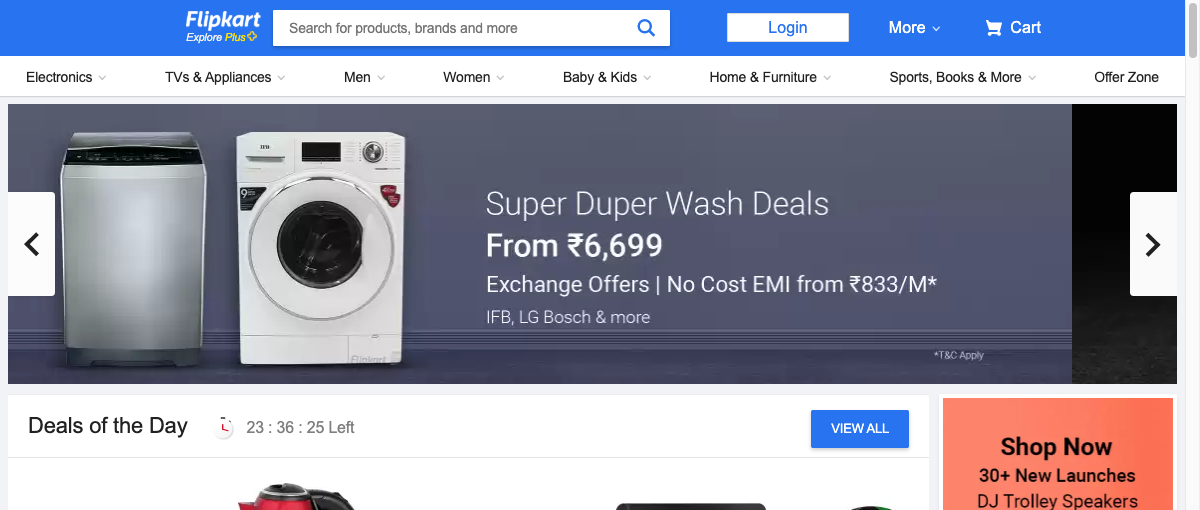 Flipkart
Explore Plus
Search for products, brands and more
Login
More
Cart
Electronics
TVs & Appliances
Men
Women
Baby & Kids
Home & Furniture
Sports, Books & More
Offer Zone
IFB
9
Super Duper Wash Deals
From ₹6,699
Exchange Offers | No Cost EMI from ₹833/M*
IFB, LG Bosch & more
Flipkart
*T&C Apply
Deals of the Day
23 : 36 : 25 Left
VIEW ALL
Shop Now
30+ New Launches
DJ Trolley Speakers